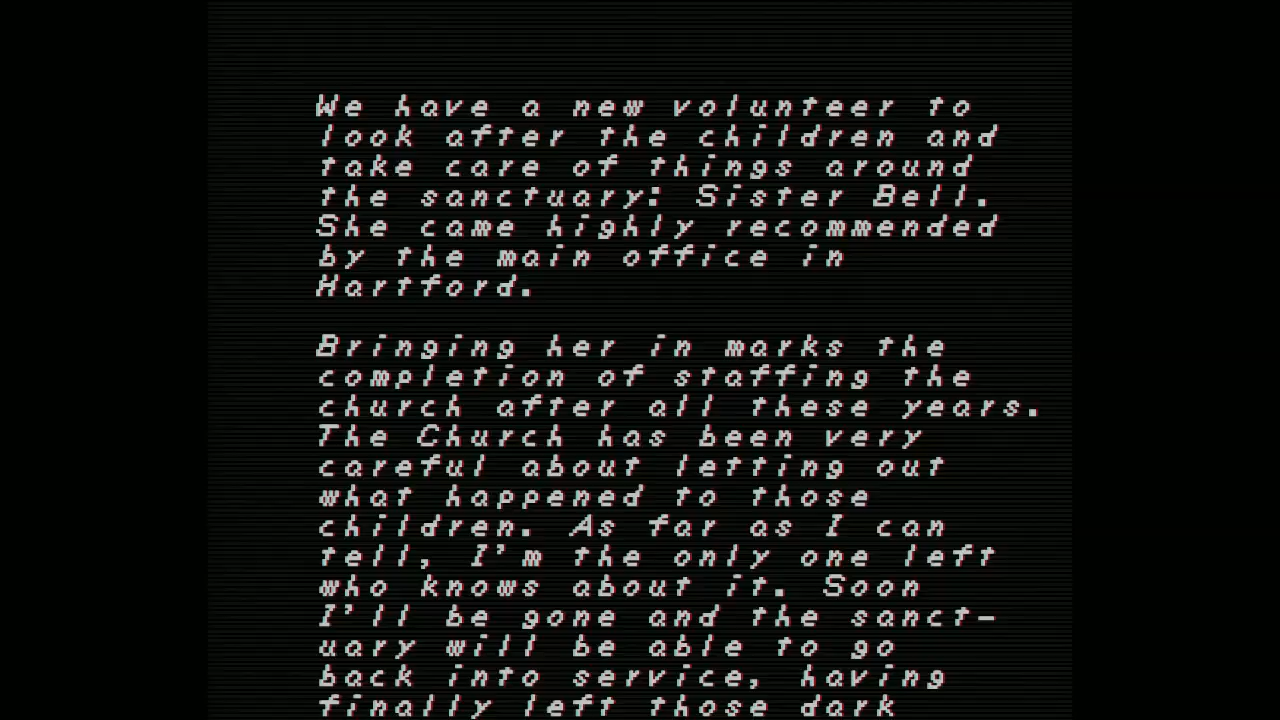 We have a new volunteer to
look after the children and
take care of things around
the sanctuary: Sister Bell.
She came highly recommended
by the main office in
Hartford.
Bringing her in marks the
completion of staffing the
church after all these years.
The Church has been very
careful about letting out
what happened to those
children. As far as I can
tell, I'm the only one left
who knows about it. Soon
I'll be gone and the sanct-
uary will be able to go
back into service, having
finally left those dark